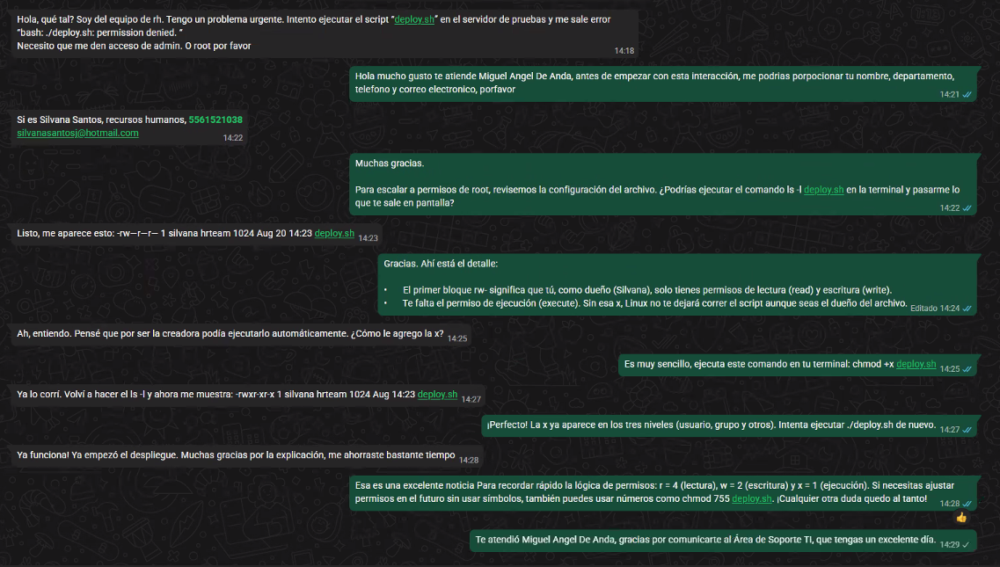 Hola, qué tal? Soy del equipo de rh. Tengo un problema urgente. Intento ejecutar el script "deploy.sh" en el servidor de pruebas y me sale error
"bash: ./deploy.sh: permission denied. "
Necesito que me den acceso de admin. O root por favor
14:18
Hola mucho gusto te atiende Miguel Angel De Anda, antes de empezar con esta interacción, me podrias porpocionar tu nombre, departamento,
telefono y correo electronico, porfavor
14:21
Si es Silvana Santos, recursos humanos, 5561521038
silvanasantosj@hotmail.com
14:22
Muchas gracias.
Para escalar a permisos de root, revisemos la configuración del archivo. ¿Podrías ejecutar el comando ls -l deploy.sh en la terminal y pasarme lo
que te sale en pantalla?
14:22
Listo, me aparece esto: -rw—r—r— 1 silvana hrteam 1024 Aug 20 14:23 deploy.sh
14:23
Gracias. Ahí está el detalle:
• El primer bloque rw- significa que tú, como dueño (Silvana), solo tienes permisos de lectura (read) y escritura (write).
• Te falta el permiso de ejecución (execute). Sin esa x, Linux no te dejará correr el script aunque seas el dueño del archivo.
Editado 14:24
Ah, entiendo. Pensé que por ser la creadora podía ejecutarlo automáticamente. ¿Cómo le agrego la x?
14:25
Es muy sencillo, ejecuta este comando en tu terminal: chmod +x deploy.sh
14:25
Ya lo corrí. Volví a hacer el ls -l y ahora me muestra: -rwxr-xr-x 1 silvana hrteam 1024 Aug 14:23 deploy.sh
14:27
¡Perfecto! La x ya aparece en los tres niveles (usuario, grupo y otros). Intenta ejecutar ./deploy.sh de nuevo.
14:27
Ya funciona! Ya empezó el despliegue. Muchas gracias por la explicación, me ahorraste bastante tiempo
14:28
Esa es una excelente noticia Para recordar rápido la lógica de permisos: r = 4 (lectura), w = 2 (escritura) y x = 1 (ejecución). Si necesitas ajustar
permisos en el futuro sin usar símbolos, también puedes usar números como chmod 755 deploy.sh. ¡Cualquier otra duda quedo al tanto!
14:28
Te atendió Miguel Angel De Anda, gracias por comunicarte al Área de Soporte TI, que tengas un excelente día.
14:29